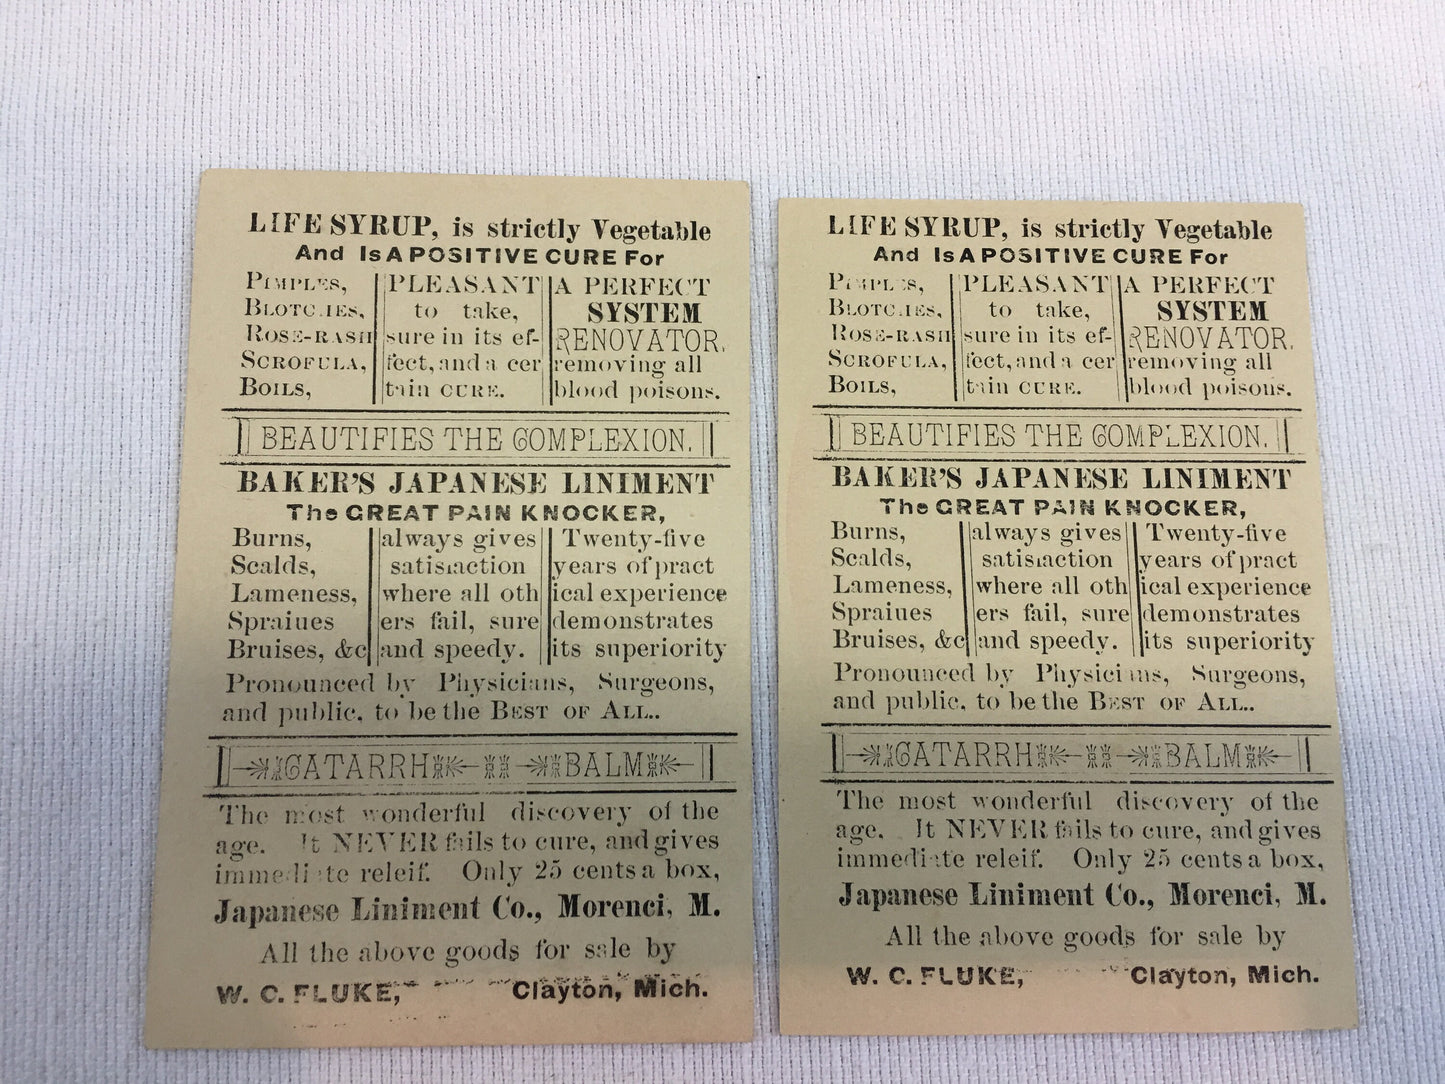 LIFE SYRUP, is strictly Vegetable
And Is A POSITIVE CURE For
PIMPLES,
BLOTCHES,
ROSE-RASH
SCROFULA,
BOILS,
PLEASANT
to take,
sure in its ef-
fect, and a cer
tain CURE.
A PERFECT
SYSTEM
RENOVATOR,
removing all
blood poisons.
BEAUTIFIES THE COMPLEXION.
BAKER'S JAPANESE LINIMENT
The GREAT PAIN KNOCKER,
Burns,
Scalds,
Lameness,
Spraiues
Bruises, &c
always gives
satisfaction
where all oth
ers fail, sure
and speedy.
Twenty-five
years of pract
ical experience
demonstrates
its superiority
Pronounced by Physicians, Surgeons,
and public, to be the BEST OF ALL..
CATARRH BALM
The most wonderful discovery of the
age. It NEVER fails to cure, and gives
immediate releif. Only 25 cents a box,
Japanese Liniment Co., Morenci, M.
All the above goods for sale by
W. C. FLUKE, Clayton, Mich.
LIFE SYRUP, is strictly Vegetable
And Is A POSITIVE CURE For
PIMPLES,
BLOTCHES,
ROSE-RASH
SCROFULA,
BOILS,
PLEASANT
to take,
sure in its ef-
fect, and a cer
tain CURE.
A PERFECT
SYSTEM
RENOVATOR,
removing all
blood poisons.
BEAUTIFIES THE COMPLEXION.
BAKER'S JAPANESE LINIMENT
The GREAT PAIN KNOCKER,
Burns,
Scalds,
Lameness,
Spraiues
Bruises, &c
always gives
satisfaction
where all oth
ers fail, sure
and speedy.
Twenty-five
years of pract
ical experience
demonstrates
its superiority
Pronounced by Physicians, Surgeons,
and public, to be the BEST OF ALL..
CATARRH BALM
The most wonderful discovery of the
age. It NEVER fails to cure, and gives
immediate releif. Only 25 cents a box,
Japanese Liniment Co., Morenci, M.
All the above goods for sale by
W. C. FLUKE, Clayton, Mich.